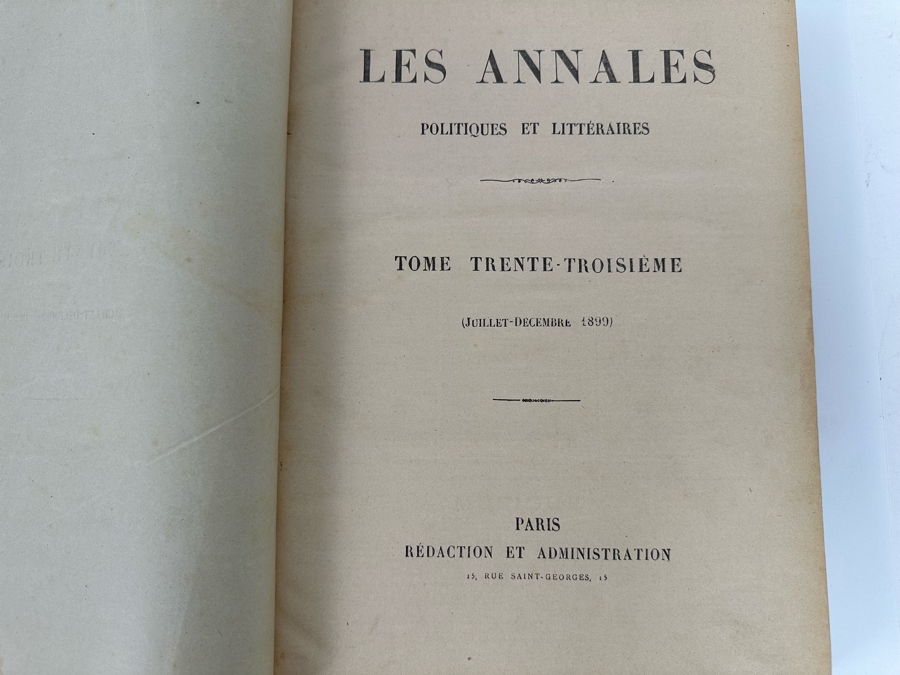 LES ANNALES
POLITIQUES ET LITTÉRAIRES
TOME TRENTE-TROISIÈME
(JUILLET-DÉCEMBRE 1899)
PARIS
RÉDACTION ET ADMINISTRATION
15, RUE SAINT-GEORGES, 15